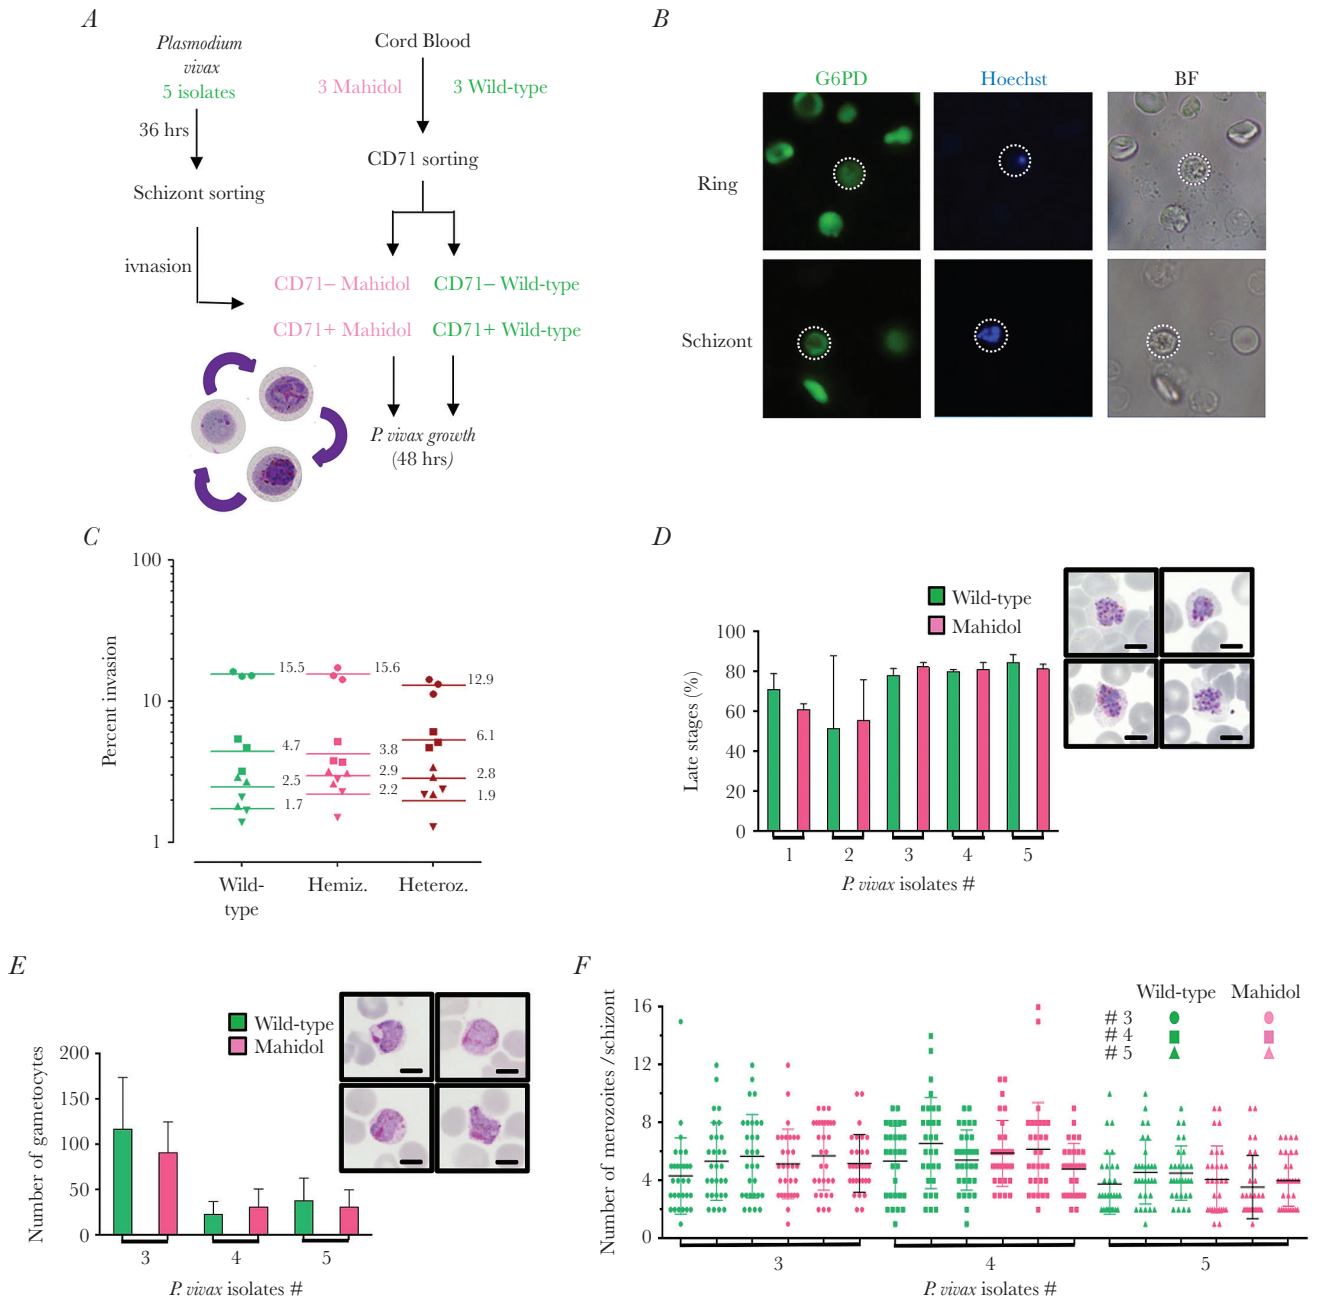 A
Plasmodium
vivax
5 isolates
36 hrs
Schizont sorting
ivnasion
Cord Blood
3 Mahidol
3 Wild-type
CD71 sorting
CD71– Mahidol
CD71– Wild-type
CD71+ Mahidol
CD71+ Wild-type
P. vivax growth
(48 hrs)
B
G6PD
Hoechst
BF
Ring
Schizont
C
Percent invasion
100
10
1
15.5
4.7
2.5
1.7
15.6
3.8
2.9
2.2
12.9
6.1
2.8
1.9
Wild-
type
Hemiz.
Heteroz.
D
Wild-type
Mahidol
Late stages (%)
100
80
60
40
20
0
1
2
3
4
5
P. vivax isolates #
E
Wild-type
Mahidol
Number of gametocytes
200
150
100
50
0
3
4
5
P. vivax isolates #
F
Number of merozoites /schizont
16
12
8
4
0
Wild-type
Mahidol
# 3
# 4
# 5
3
4
5
P. vivax isolates #